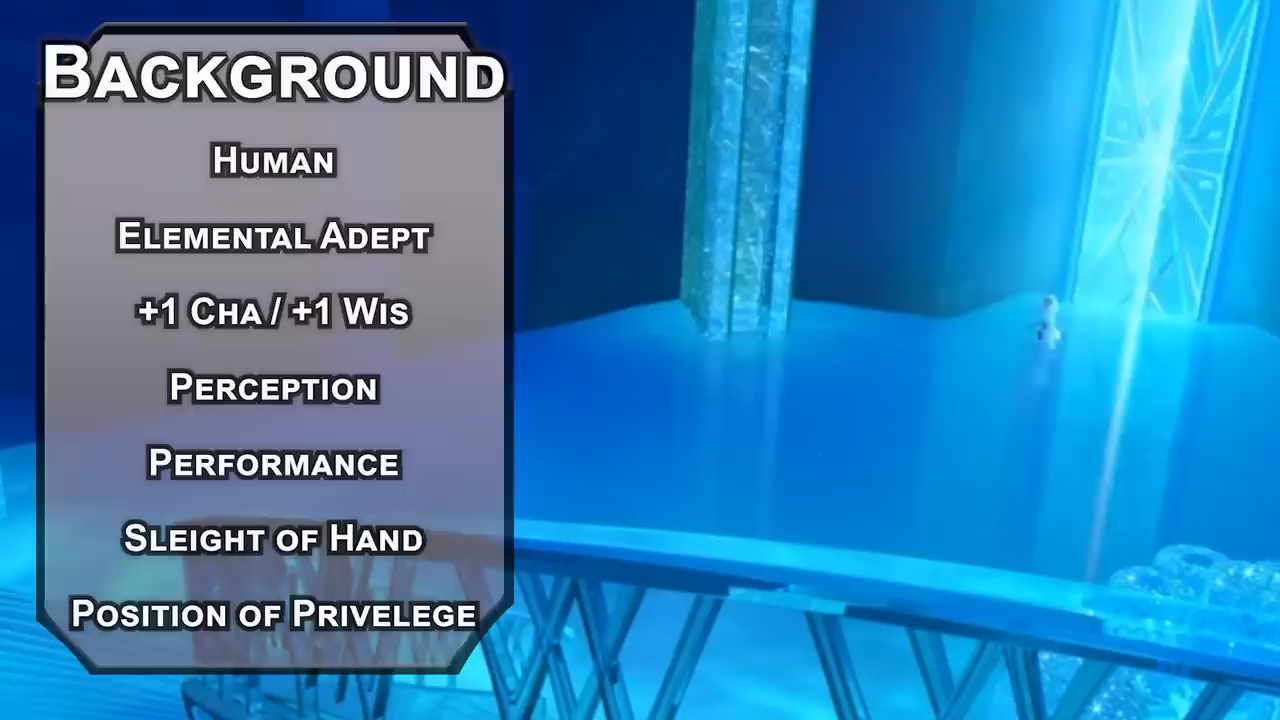 Background
Human
Elemental Adept
+1 Cha / +1 Wis
Perception
Performance
Sleight of Hand
Position of Privelege